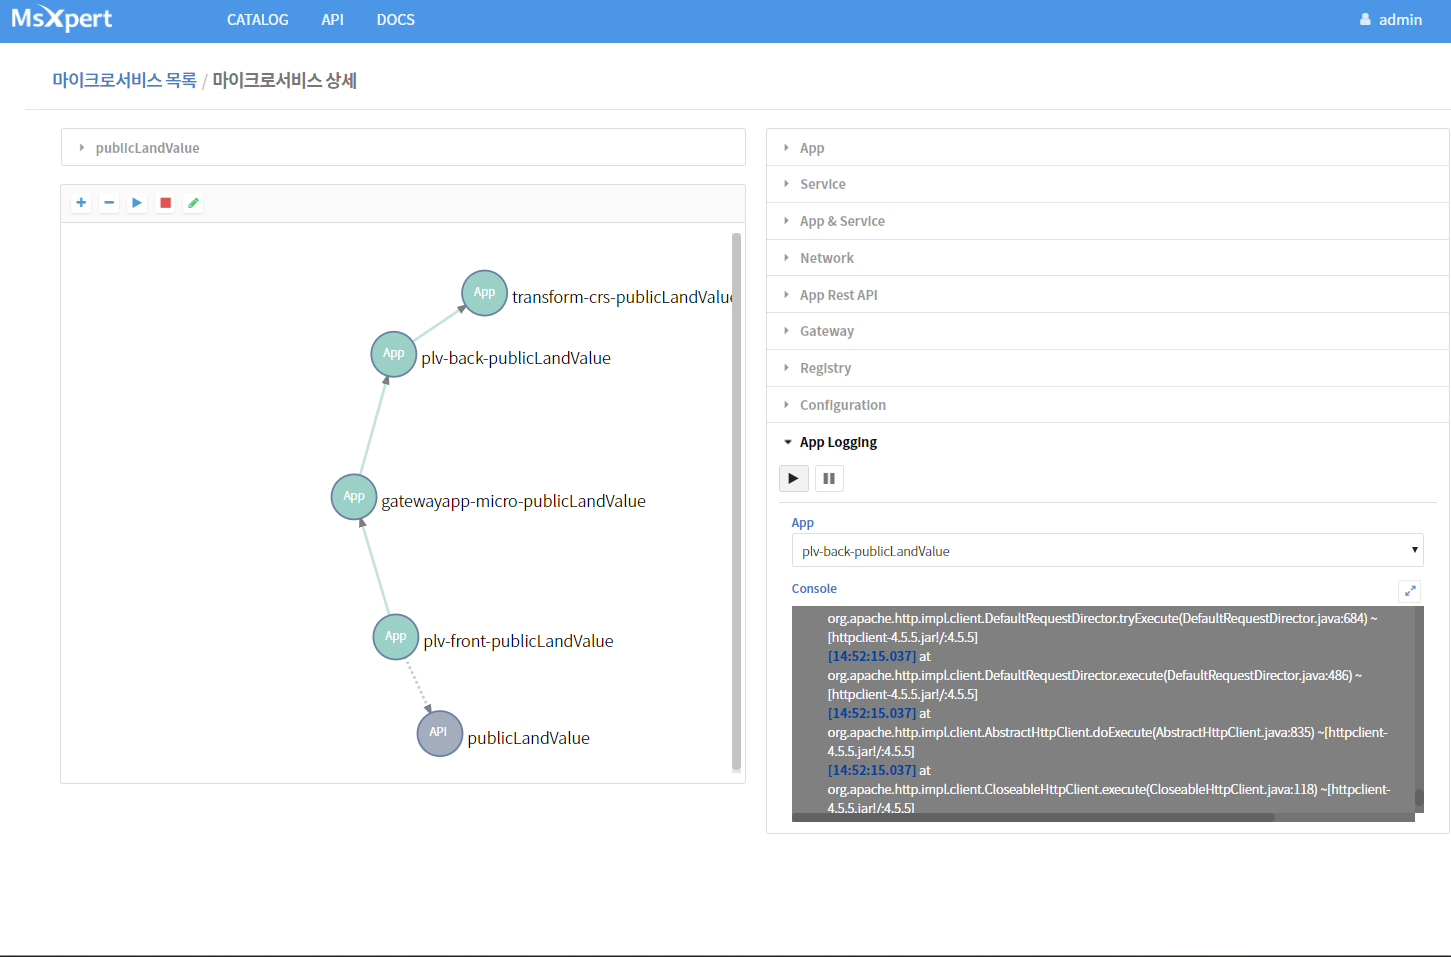 MsXpert
CATALOG
API
DOCS
admin
마이크로서비스 목록 / 마이크로서비스 상세
publicLandValue
App
transform-crs-publicLandValue
App
plv-back-publicLandValue
App
gatewayapp-micro-publicLandValue
App
plv-front-publicLandValue
API
publicLandValue
App
Service
App & Service
Network
App Rest API
Gateway
Registry
Configuration
App Logging
App
plv-back-publicLandValue
Console
org.apache.http.impl.client.DefaultRequestDirector.tryExecute(DefaultRequestDirector.java:684) ~
[httpclient-4.5.5.jar!/:4.5.5]
[14:52:15.037] at
org.apache.http.impl.client.DefaultRequestDirector.execute(DefaultRequestDirector.java:486) ~
[httpclient-4.5.5.jar!/:4.5.5]
[14:52:15.037] at
org.apache.http.impl.client.AbstractHttpClient.doExecute(AbstractHttpClient.java:835) ~[httpclient-
4.5.5.jar!/:4.5.5]
[14:52:15.037] at
org.apache.http.impl.client.CloseableHttpClient.execute(CloseableHttpClient.java:118) ~[httpclient-
4.5.5.jar!/:4.5.5]